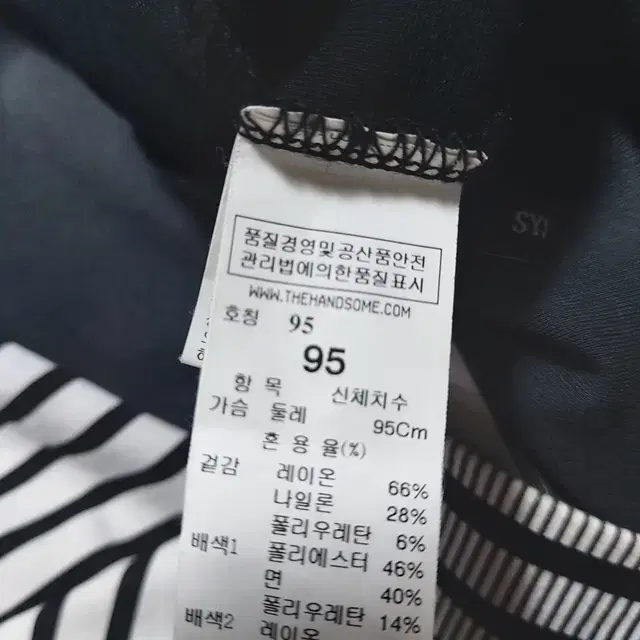 품질경영및공산품안전
관리법에의한품질표시
WWW.THEHANDSOME.COM
호칭 95
95
항 목 신체치수
가슴 둘레 95Cm
혼 용 율(%)
겉감 레이온 66%
나일론 28%
폴리우레탄 6%
배색1 폴리에스터 46%
면 40%
폴리우레탄 14%
배색2 레이온